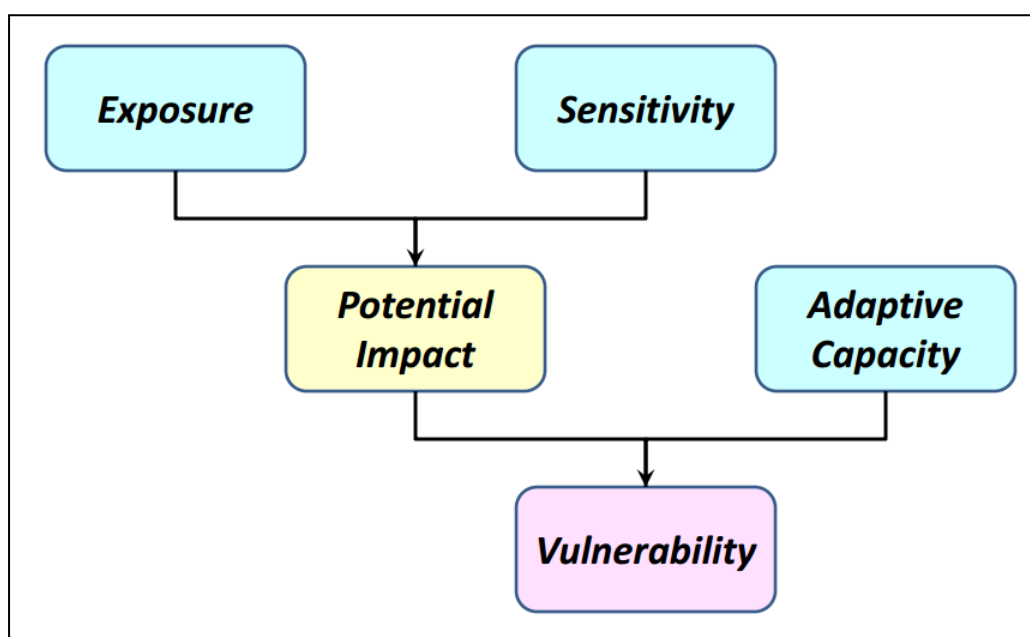 Exposure
Sensitivity
Potential
Impact
Adaptive
Capacity
Vulnerability